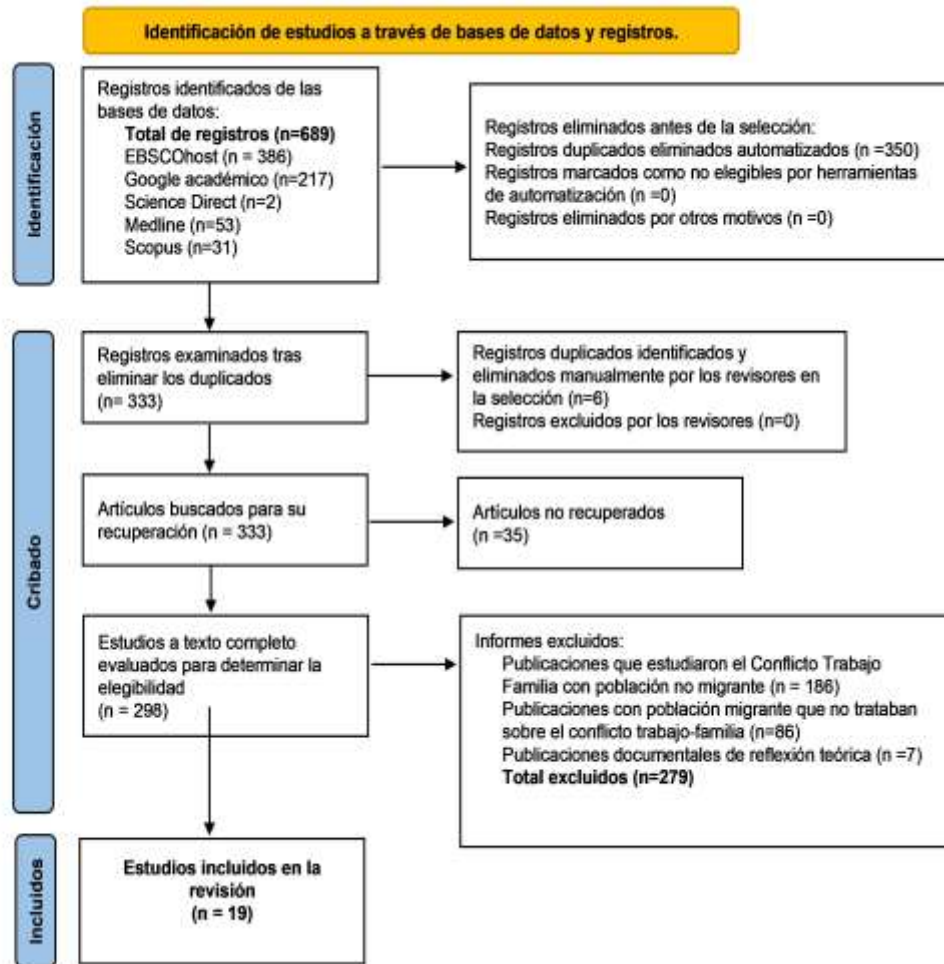 Identificación de estudios a través de bases de datos y registros.
Identificación
Registros identificados de las
bases de datos:
Total de registros (n=689)
EBSCOhost (n = 386)
Google académico (n=217)
Science Direct (n=2)
Medline (n=53)
Scopus (n=31)
Registros eliminados antes de la selección:
Registros duplicados eliminados automatizados (n =350)
Registros marcados como no elegibles por herramientas
de automatización (n =0)
Registros eliminados por otros motivos (n =0)
Cribado
Registros examinados tras
eliminar los duplicados
(n= 333)
Registros duplicados identificados y
eliminados manualmente por los revisores en
la selección (n=6)
Registros excluidos por los revisores (n=0)
Artículos buscados para su
recuperación (n = 333)
Artículos no recuperados
(n =35)
Estudios a texto completo
evaluados para determinar la
elegibilidad
(n = 298)
Informes excluidos:
Publicaciones que estudiaron el Conflicto Trabajo
Familia con población no migrante (n = 186)
Publicaciones con población migrante que no trataban
sobre el conflicto trabajo-familia (n=86)
Publicaciones documentales de reflexión teórica (n =7)
Total excluidos (n=279)
Incluidos
Estudios incluidos en la
revisión
(n = 19)